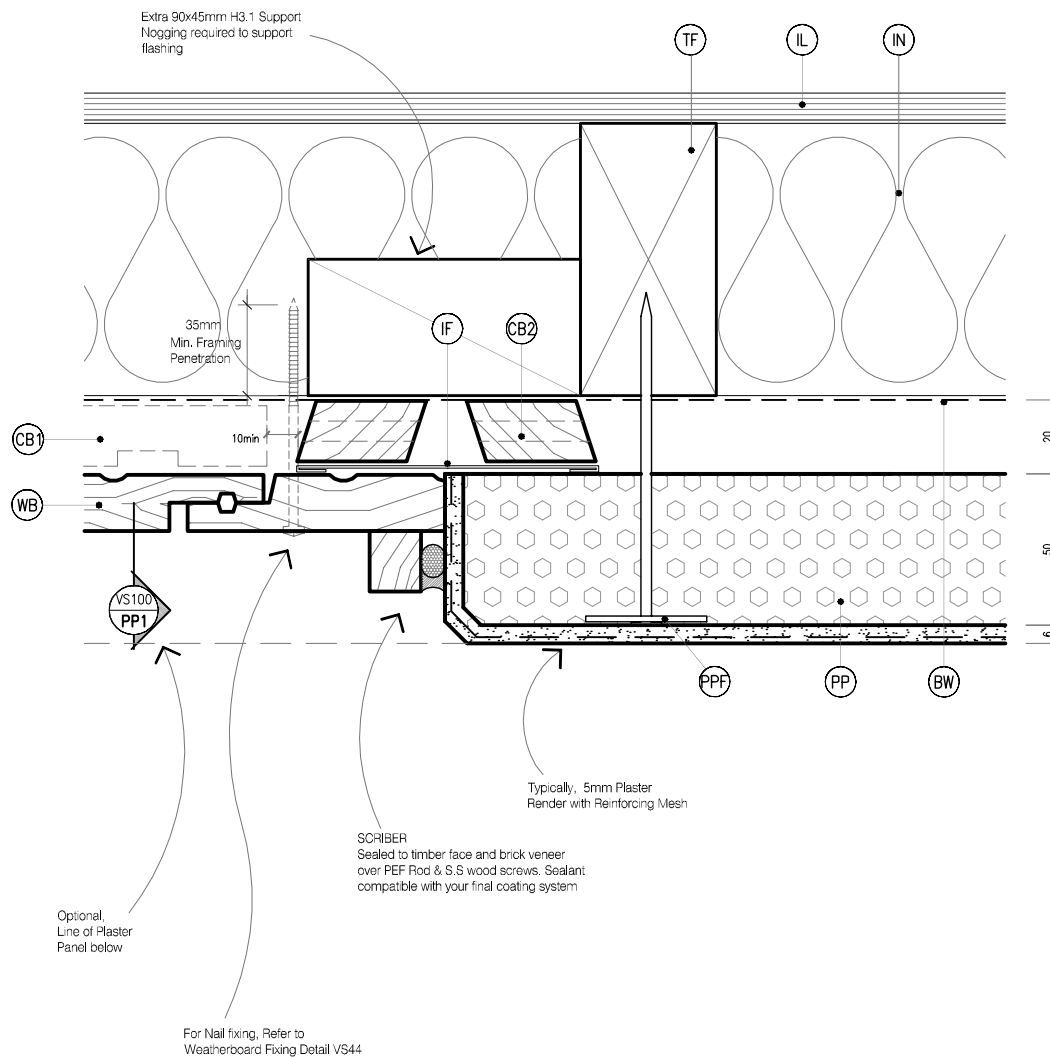 Extra 90x45mm H3.1 Support
Nogging required to support
flashing
TF
IL
IN
35mm
Min. Framing
Penetration
IF
CB2
CB1
10min
20
WB
50
VS100
PP1
6
PPF
PP
BW
Typically, 5mm Plaster
Render with Reinforcing Mesh
SCRIBER
Sealed to timber face and brick veneer
over PEF Rod & S.S wood screws. Sealant
compatible with your final coating system
Optional,
Line of Plaster
Panel below
For Nail fixing, Refer to
Weatherboard Fixing Detail VS44